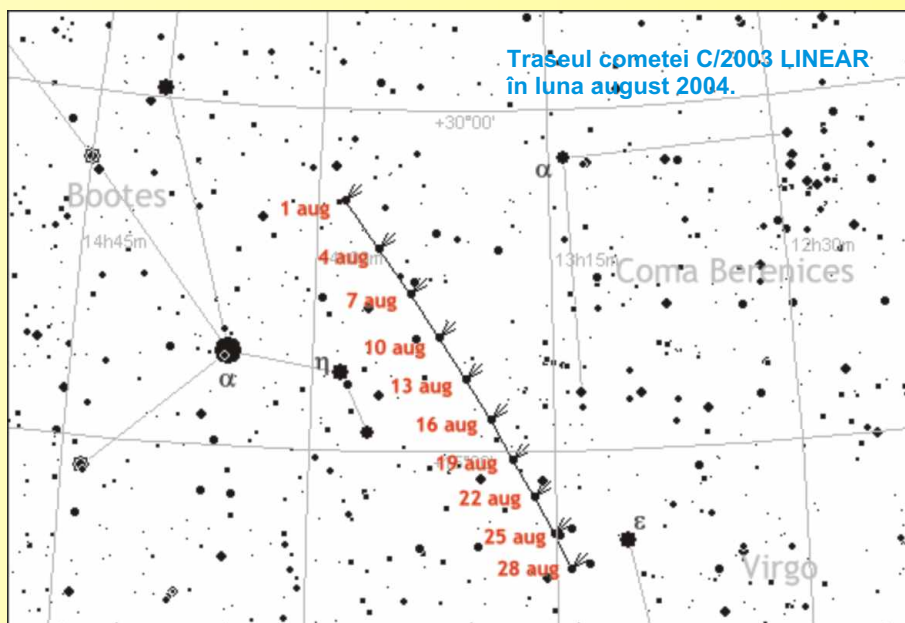 Traseul cometei C/2003 LINEAR
în luna august 2004.
+30°00'
α
Bootes
1 aug
14h45m
4 aug
13h15m
12h30m
Coma Berenices
7 aug
10 aug
α
η
13 aug
16 aug
19 aug
22 aug
ε
25 aug
28 aug
Virgo